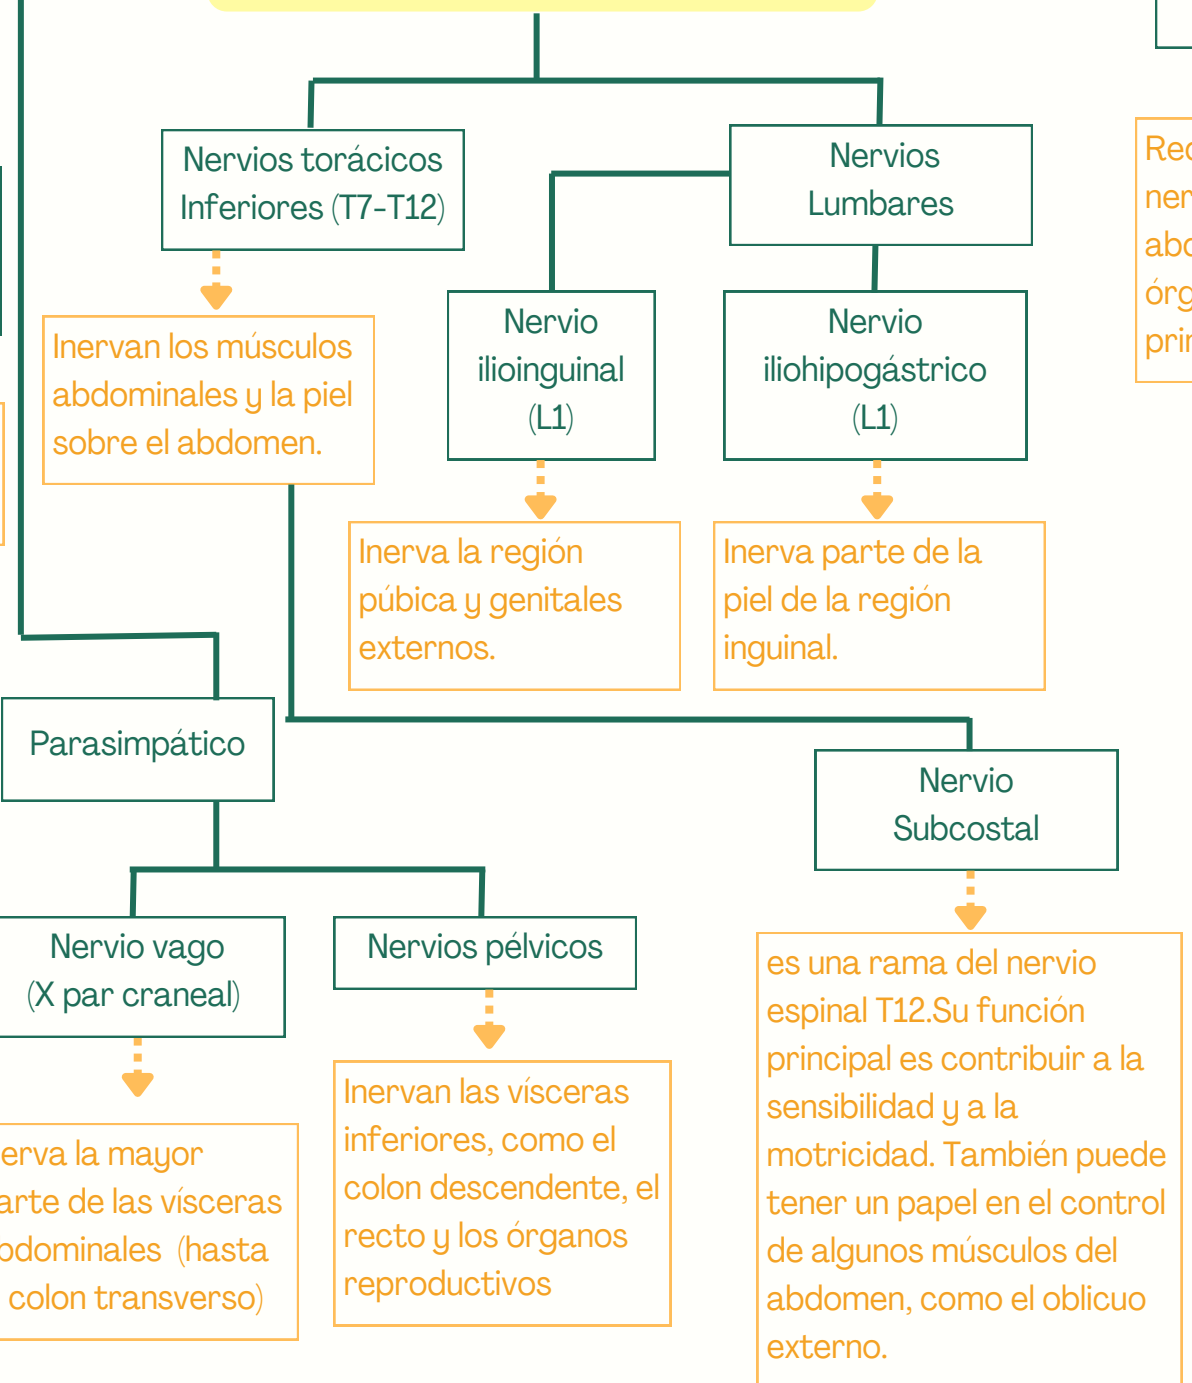 Nervios torácicos
Inferiores (T7-T12)
Nervios
Lumbares
Inervan los músculos
abdominales y la piel
sobre el abdomen.
Nervio
ilioinguinal
(L1)
Nervio
iliohipogástrico
(L1)
Inerva la región
púbica y genitales
externos.
Inerva parte de la
piel de la región
inguinal.
Parasimpático
Nervio
Subcostal
Nervio vago
(X par craneal)
Nervios pélvicos
la mayor
de las vísceras
(hasta
colon transverso)
Inervan las vísceras
inferiores, como el
colon descendente, el
recto y los órganos
reproductivos
es una rama del nervio
espinal T12.Su función
principal es contribuir a la
sensibilidad y a la
motricidad. También puede
tener un papel en el control
de algunos músculos del
abdomen, como el oblicuo
externo.